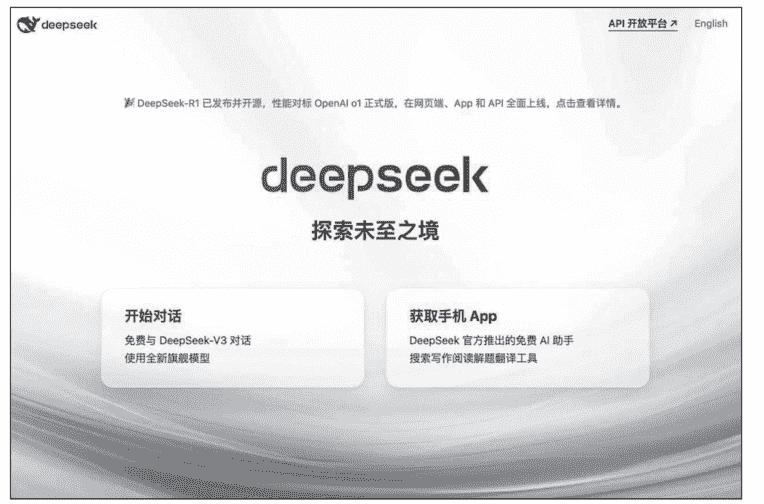 deepseek
API 开放平台 ↗ English
DeepSeek-R1 已发布并开源，性能对标 OpenAI o1 正式版，在网页端、App 和 API 全面上线，点击查看详情。
deepseek
探索未至之境
开始对话
免费与 DeepSeek-V3 对话
使用全新旗舰模型
获取手机 App
DeepSeek 官方推出的免费 AI 助手
搜索写作阅读解题翻译工具